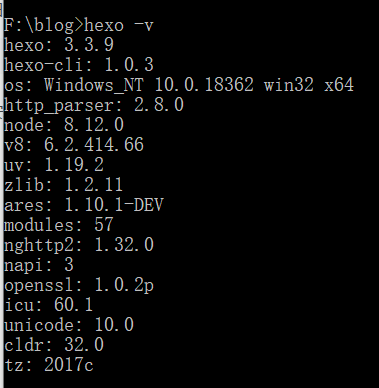 F:\blog>hexo -v
hexo: 3.3.9
hexo-cli: 1.0.3
os: Windows_NT 10.0.18362 win32 x64
http_parser: 2.8.0
node: 8.12.0
v8: 6.2.414.66
uv: 1.19.2
zlib: 1.2.11
ares: 1.10.1-DEV
modules: 57
nghttp2: 1.32.0
napi: 3
openssl: 1.0.2p
icu: 60.1
unicode: 10.0
cldr: 32.0
tz: 2017c